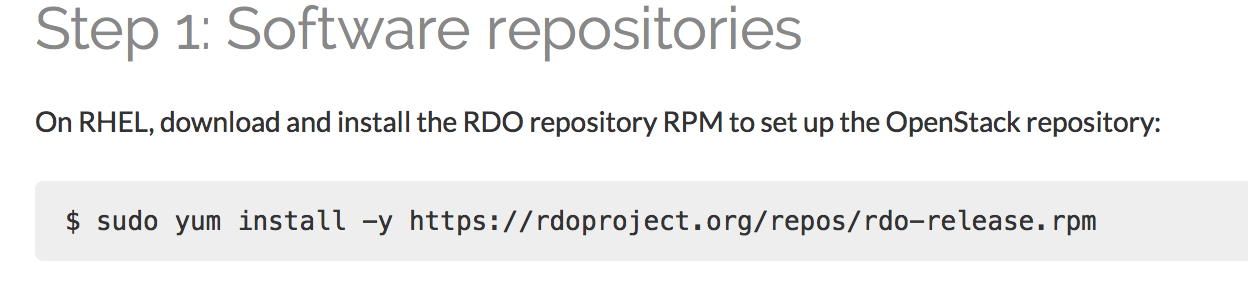 Step 1: Software repositories
On RHEL, download and install the RDO repository RPM to set up the OpenStack repository:
$ sudo yum install -y https://rdoproject.org/repos/rdo-release.rpm